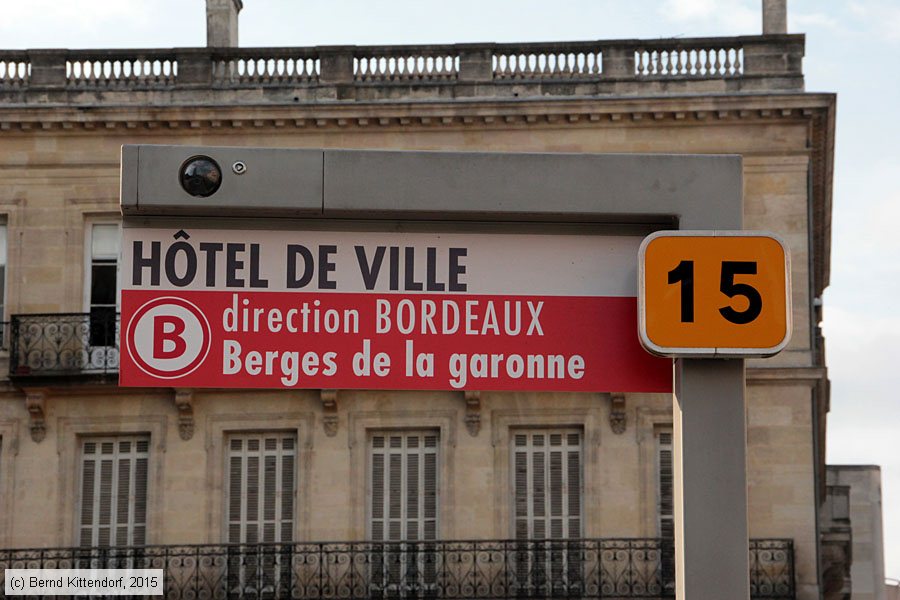 HÔTEL DE VILLE
15
B
direction BORDEAUX
Berges de la garonne
(c) Bernd Kittendorf, 2015